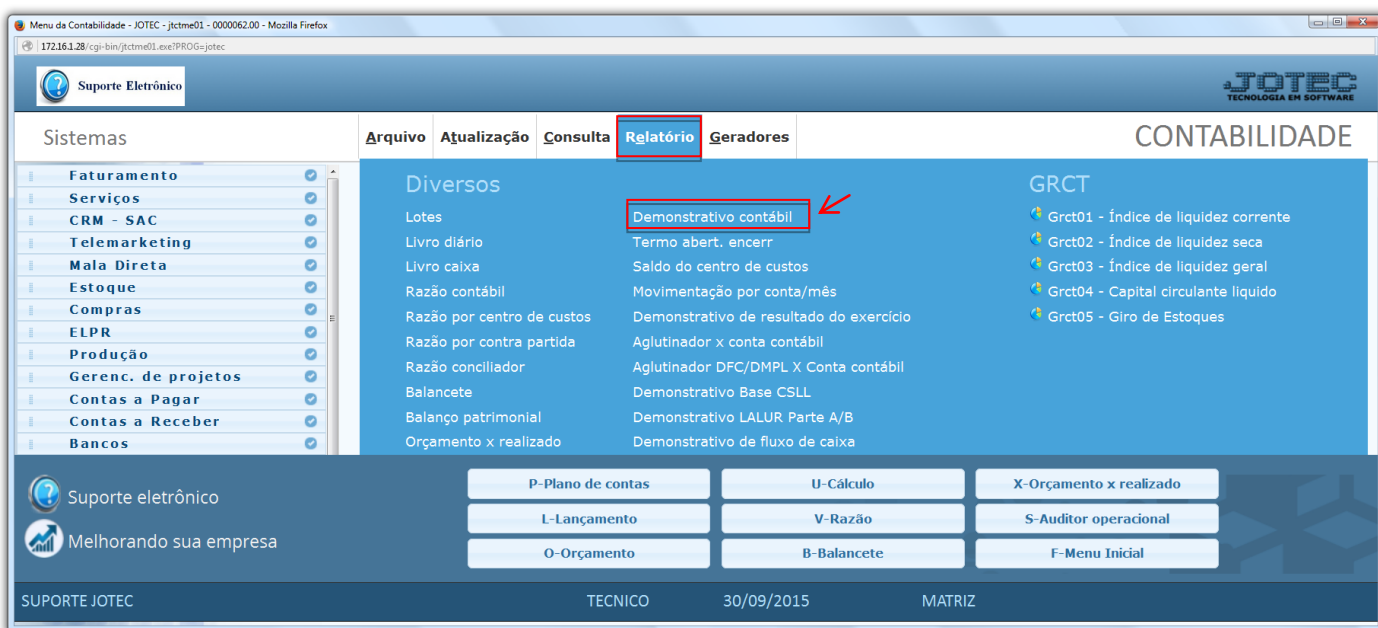 Menu da Contabilidade - JOTEC - jtctme01 - 0000062.00 - Mozilla Firefox
172.16.1.28/cgi-bin/jtctme01.exe?PROG=jotec
Suporte Eletrônico
JOTEC
TECNOLOGIA EM SOFTWARE
Sistemas
Arquivo Atualização Consulta Relatório Geradores
CONTABILIDADE
Faturamento
Serviços
CRM - SAC
Telemarketing
Mala Direta
Estoque
Compras
ELPR
Produção
Gerenc. de projetos
Contas a Pagar
Contas a Receber
Bancos
Diversos
Lotes
Livro diário
Livro caixa
Razão contábil
Razão por centro de custos
Razão por contra partida
Razão conciliador
Balancete
Balanço patrimonial
Orçamento x realizado
Demonstrativo contábil
Termo abert. encerr
Saldo do centro de custos
Movimentação por conta/mês
Demonstrativo de resultado do exercício
Aglutinador x conta contábil
Aglutinador DFC/DMPL X Conta contábil
Demonstrativo Base CSLL
Demonstrativo LALUR Parte A/B
Demonstrativo de fluxo de caixa
GRCT
Grct01 - Índice de liquidez corrente
Grct02 - Índice de liquidez seca
Grct03 - Índice de liquidez geral
Grct04 - Capital circulante liquido
Grct05 - Giro de Estoques
Suporte eletrônico
Melhorando sua empresa
P-Plano de contas U-Cálculo X-Orçamento x realizado
L-Lançamento V-Razão S-Auditor operacional
O-Orçamento B-Balancete F-Menu Inicial
SUPORTE JOTEC TECNICO 30/09/2015 MATRIZ